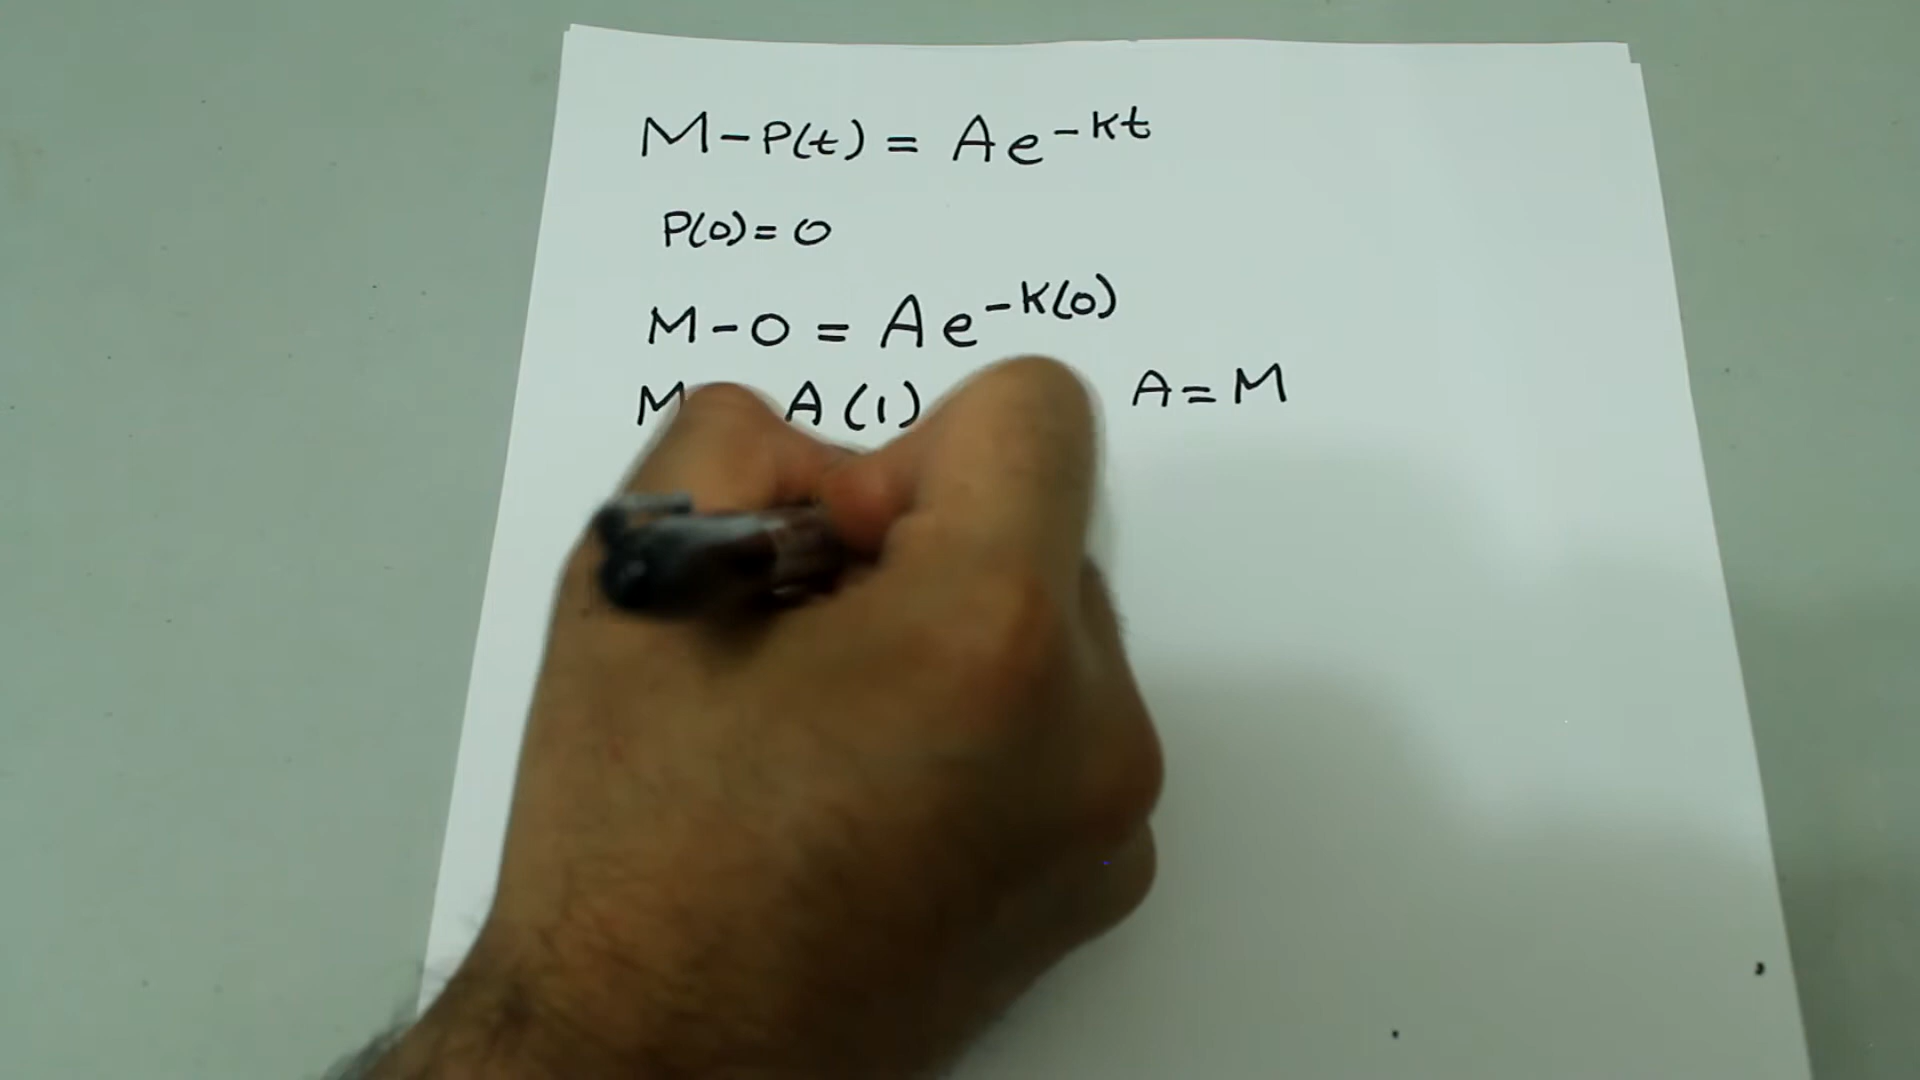 M-P(t) = Ae^-kt
P(0) = 0
M-0 = Ae^-k(0)
M A(1) A = M